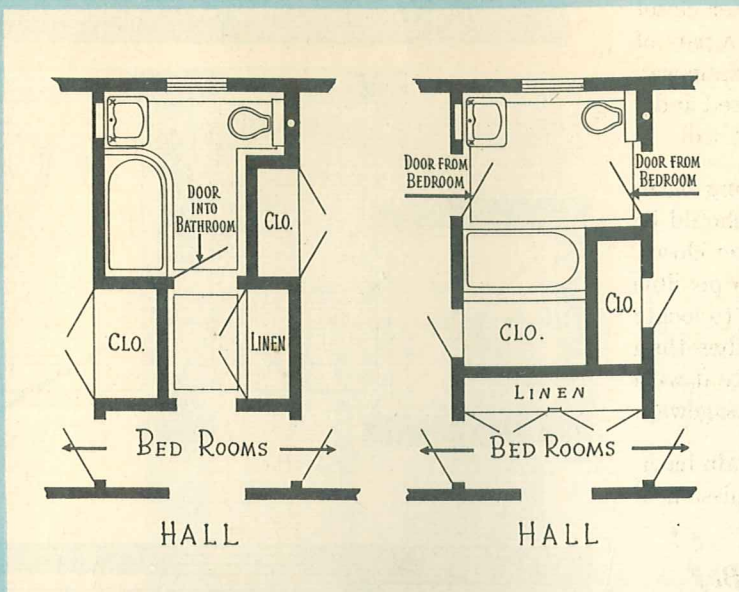 DOOR
INTO
BATHROOM
CLO.
CLO.
LINEN
BED ROOMS
HALL
DOOR FROM
BEDROOM
DOOR FROM
BEDROOM
CLO.
CLO.
LINEN
BED ROOMS
HALL